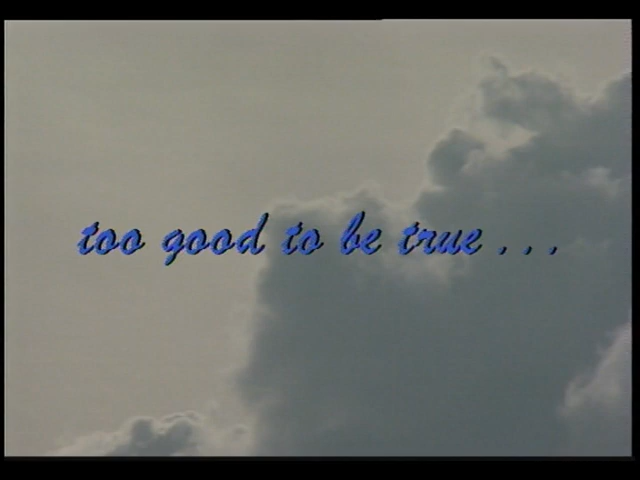 too good to be true . . .